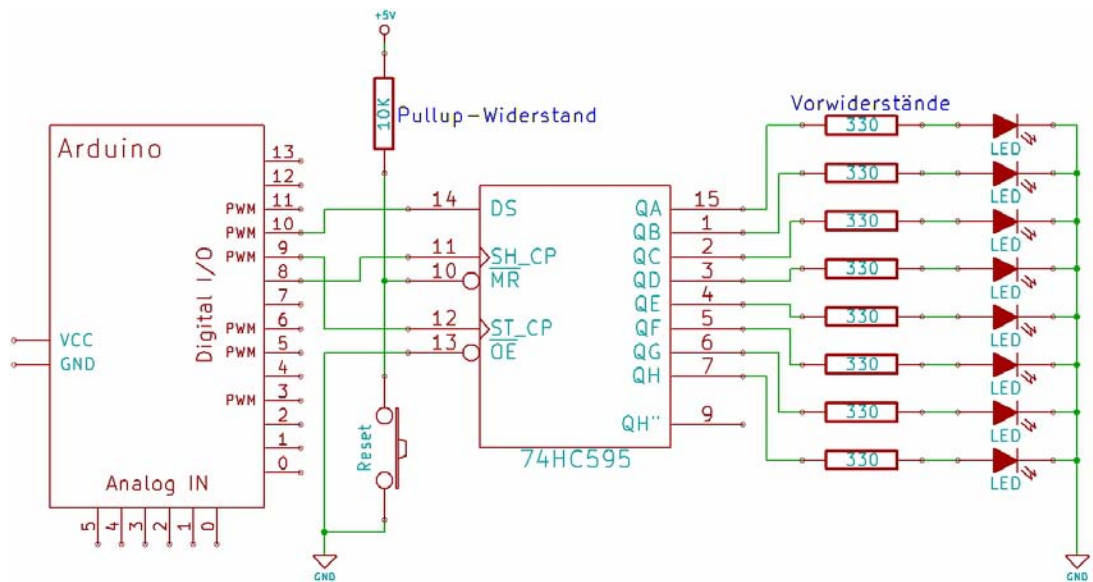 +5V
10K
Pullup-Widerstand
Vorwiderstände
Arduino
13
12
PWM 11
PWM 10
PWM 9
8
7
PWM 6
PWM 5
4
PWM 3
2
1
0
Digital I/O
VCC
GND
Analog IN
5 4 3 2 1 0
Reset
GND
14 DS
11 SH_CP
10 MR
12 ST_CP
13 OE
QA 15
QB 1
QC 2
QD 3
QE 4
QF 5
QG 6
QH 7
QH'' 9
74HC595
330
LED
330
LED
330
LED
330
LED
330
LED
330
LED
330
LED
330
LED
GND